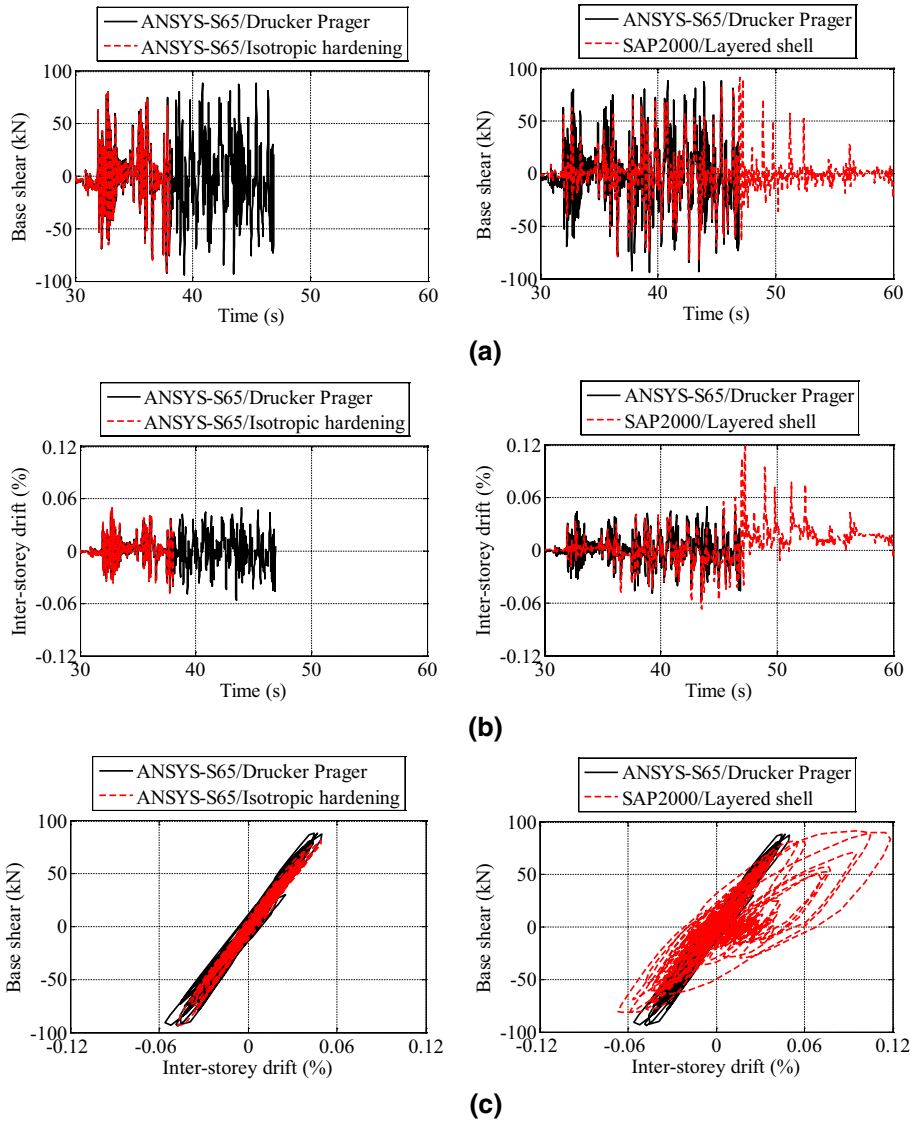 ANSYS-S65/Drucker Prager
ANSYS-S65/Isotropic hardening
100
50
0
-50
-100
Base shear (kN)
30
40
50
60
Time (s)
ANSYS-S65/Drucker Prager
SAP2000/Layered shell
100
50
0
-50
-100
Base shear (kN)
30
40
50
60
Time (s)
(a)
ANSYS-S65/Drucker Prager
ANSYS-S65/Isotropic hardening
0.12
0.06
0
-0.06
-0.12
Inter-storey drift (%)
30
40
50
60
Time (s)
ANSYS-S65/Drucker Prager
SAP2000/Layered shell
0.12
0.06
0
-0.06
-0.12
Inter-storey drift (%)
30
40
50
60
Time (s)
(b)
ANSYS-S65/Drucker Prager
ANSYS-S65/Isotropic hardening
100
50
0
-50
-100
Base shear (kN)
-0.12
-0.06
0
0.06
0.12
Inter-storey drift (%)
ANSYS-S65/Drucker Prager
SAP2000/Layered shell
100
50
0
-50
-100
Base shear (kN)
-0.12
-0.06
0
0.06
0.12
Inter-storey drift (%)
(c)